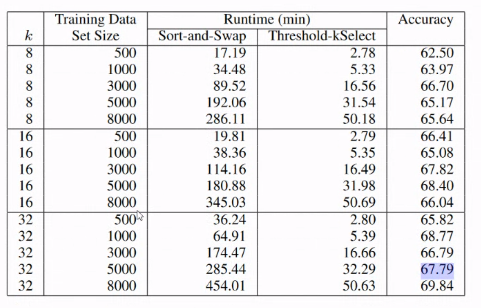 Training Data Runtime (min) Accuracy
k Set Size Sort-and-Swap Threshold-kSelect
8 500 17.19 2.78 62.50
8 1000 34.48 5.33 63.97
8 3000 89.52 16.56 66.70
8 5000 192.06 31.54 65.17
8 8000 286.11 50.18 65.64
16 500 19.81 2.79 66.41
16 1000 38.36 5.35 65.08
16 3000 114.16 16.49 67.82
16 5000 180.88 31.98 68.40
16 8000 345.03 50.69 66.04
32 500 36.24 2.80 65.82
32 1000 64.91 5.39 68.77
32 3000 174.47 16.66 66.79
32 5000 285.44 32.29 67.79
32 8000 454.01 50.63 69.84